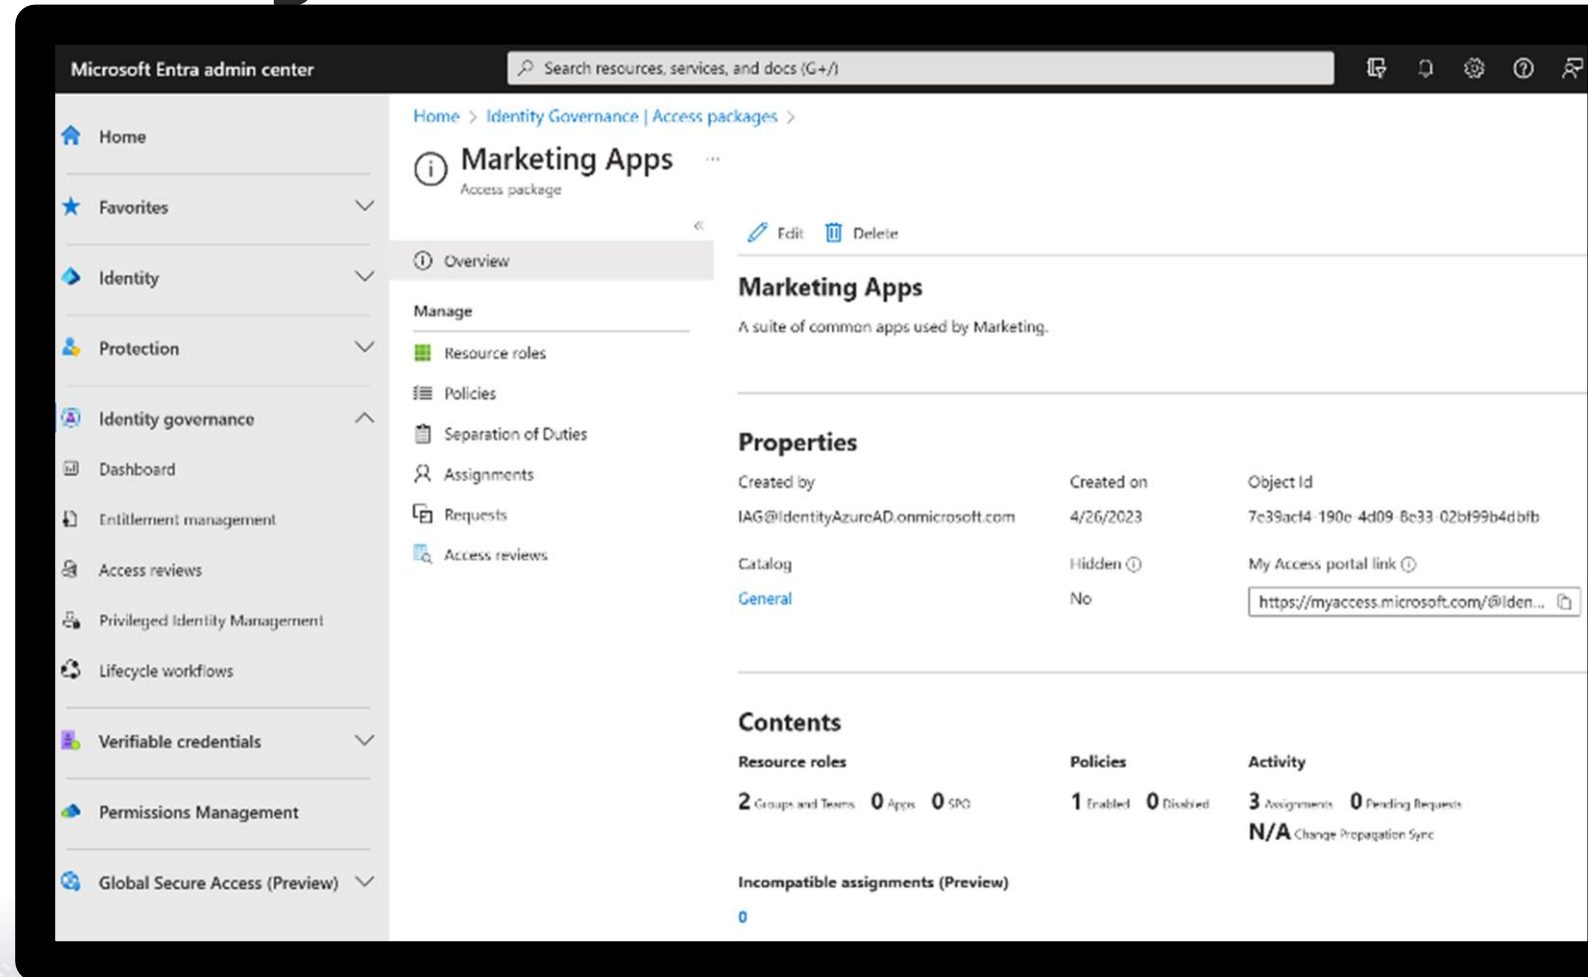 Microsoft Entra admin center
Search resources, services, and docs (G+/)
Home
Favorites
Identity
Protection
Identity governance
Dashboard
Entitlement management
Access reviews
Privileged Identity Management
Lifecycle workflows
Verifiable credentials
Permissions Management
Global Secure Access (Preview)
Home > Identity Governance | Access packages >
Marketing Apps ...
Access package
Overview
Manage
Resource roles
Policies
Separation of Duties
Assignments
Requests
Access reviews
Edit Delete
Marketing Apps
A suite of common apps used by Marketing.
Properties
Created by Created on Object Id
IAG@IdentityAzureAD.onmicrosoft.com 4/26/2023 7e39acf4-190e-4d09-8e33-02bf99b4dbfb
Catalog Hidden My Access portal link
General No https://myaccess.microsoft.com/@Iden...
Contents
Resource roles Policies Activity
2 Groups and Teams 0 Apps 0 SPO 1 Enabled 0 Disabled 3 Assignments 0 Pending Requests
N/A Change Propagation Sync
Incompatible assignments (Preview)
0